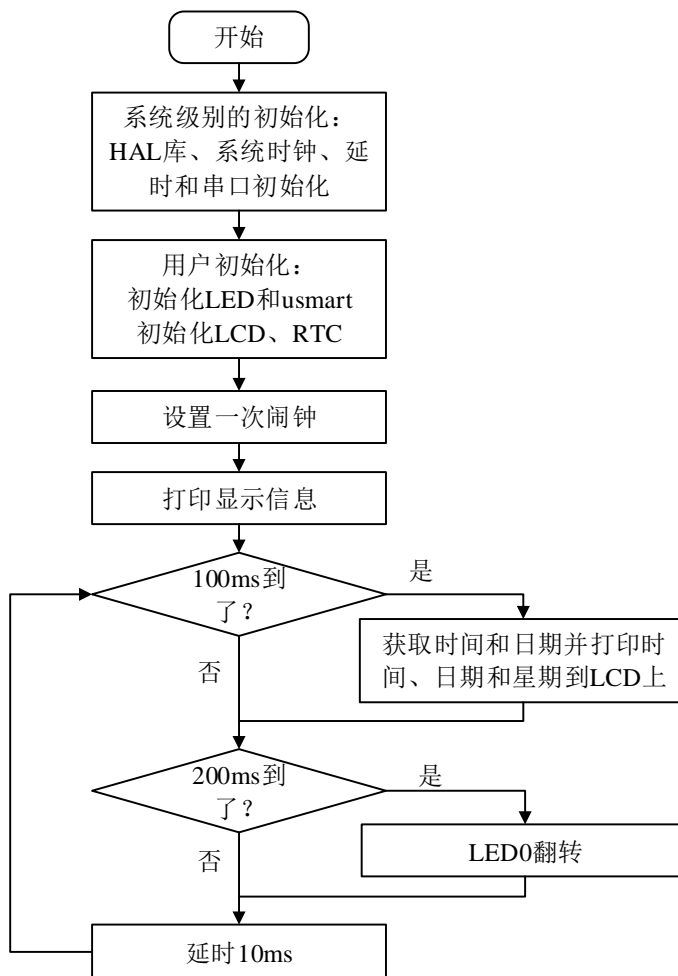 开始
系统级别的初始化：
HAL库、系统时钟、延
时和串口初始化
用户初始化：
初始化LED和usmart
初始化LCD、RTC
设置一次闹钟
打印显示信息
100ms到
了？
是
获取时间和日期并打印时
间、日期和星期到LCD上
否
200ms到
了？
是
LED0翻转
否
延时10ms